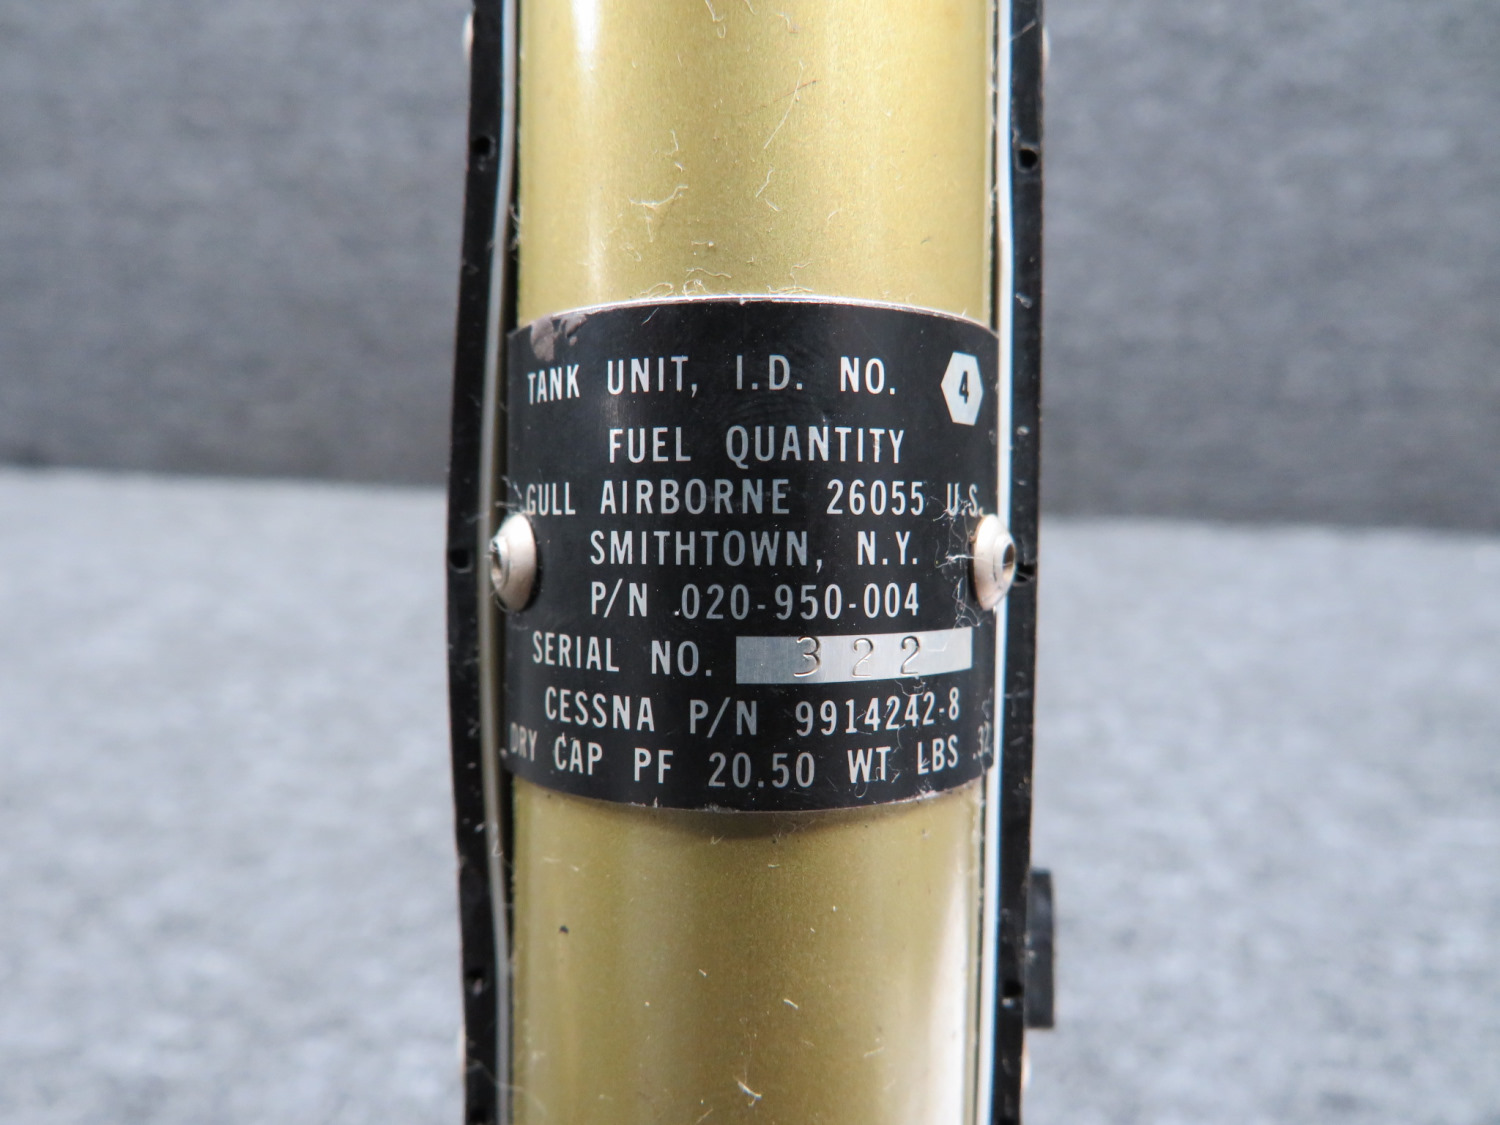 TANK UNIT, I.D. NO. 4
FUEL QUANTITY
GULL AIRBORNE 26055 U.S.
SMITHTOWN, N.Y.
P/N 020-950-004
SERIAL NO. 322
CESSNA P/N 9914242-8
DRY CAP PF 20.50 WT LBS .32